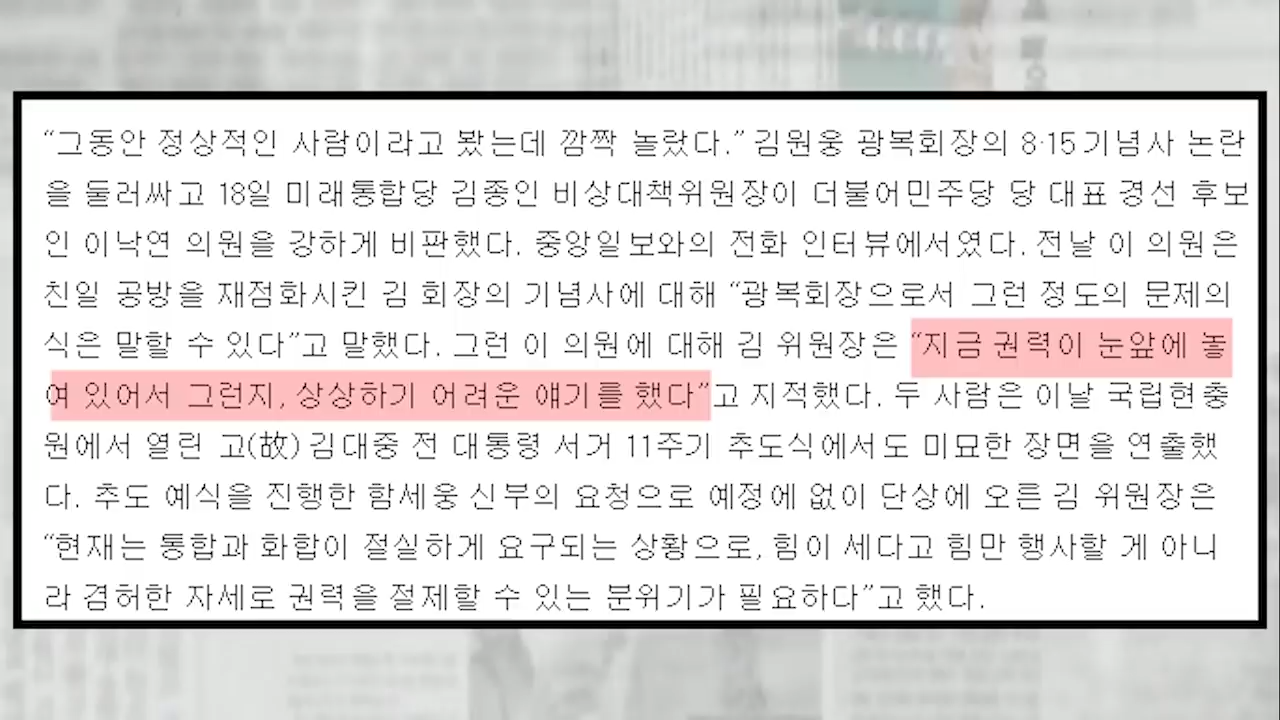 “그동안 정상적인 사람이라고 봤는데 깜짝 놀랐다.” 김원웅 광복회장의 8·15기념사 논란
을 둘러싸고 18일 미래통합당 김종인 비상대책위원장이 더불어민주당 당 대표 경선 후보
인 이낙연 의원을 강하게 비판했다. 중앙일보와의 전화 인터뷰에서였다. 전날 이 의원은
친일 공방을 재점화시킨 김 회장의 기념사에 대해 “광복회장으로서 그런 정도의 문제의
식은 말할 수 있다”고 말했다. 그런 이 의원에 대해 김 위원장은 “지금 권력이 눈앞에 놓
여 있어서 그런지, 상상하기 어려운 얘기를 했다”고 지적했다. 두 사람은 이날 국립현충
원에서 열린 고(故) 김대중 전 대통령 서거 11주기 추도식에서도 미묘한 장면을 연출했
다. 추도 예식을 진행한 함세웅 신부의 요청으로 예정에 없이 단상에 오른 김 위원장은
“현재는 통합과 화합이 절실하게 요구되는 상황으로, 힘이 세다고 힘만 행사할 게 아니
라 겸허한 자세로 권력을 절제할 수 있는 분위기가 필요하다”고 했다.